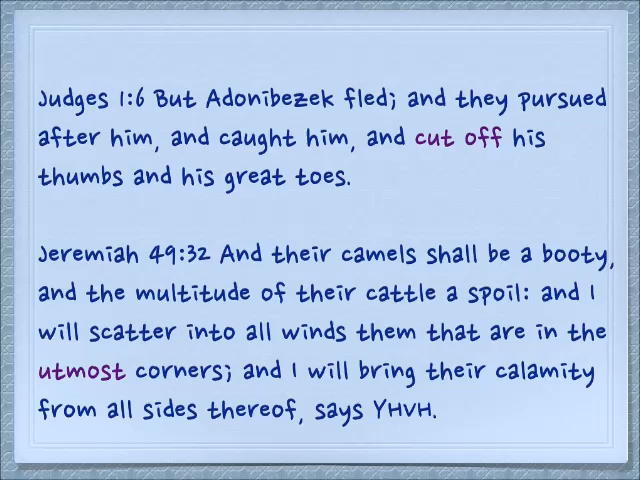 Judges 1:6 But Adonibezek fled; and they pursued
after him, and caught him, and cut off his
thumbs and his great toes.
Jeremiah 49:32 And their camels shall be a booty,
and the multitude of their cattle a spoil: and I
will scatter into all winds them that are in the
utmost corners; and I will bring their calamity
from all sides thereof, says YHVH.